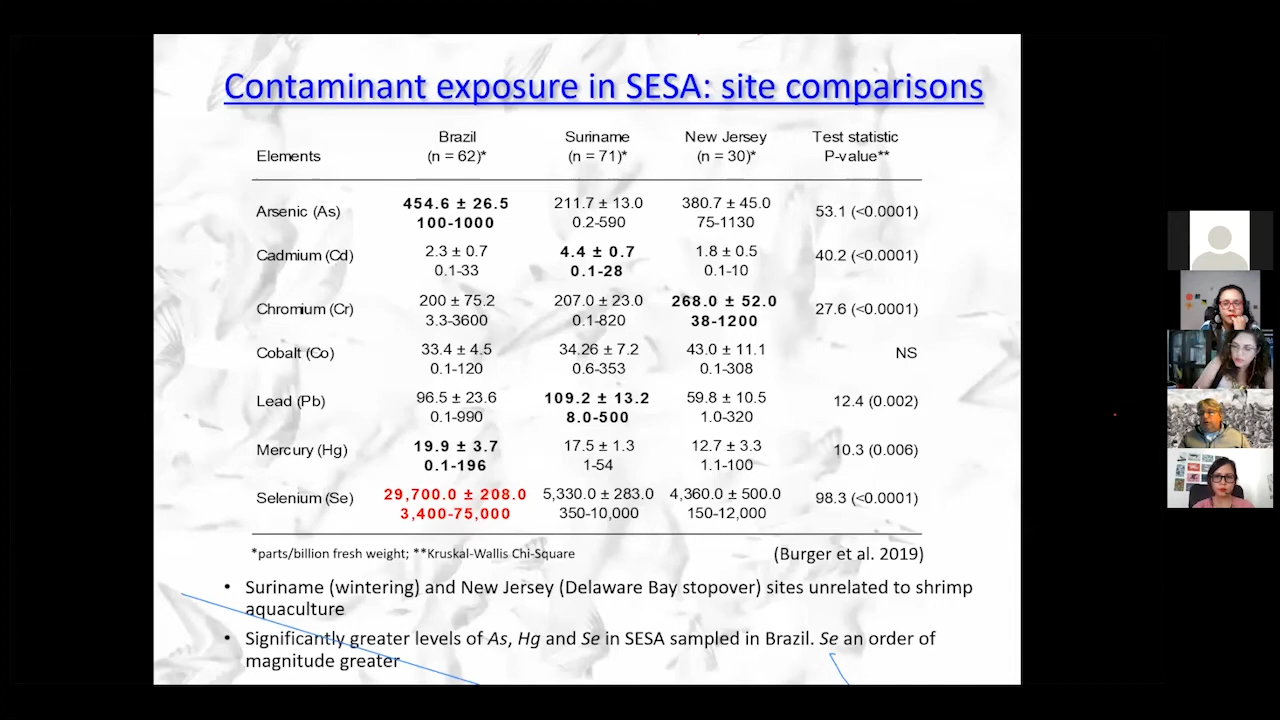 Contaminant exposure in SESA: site comparisons
Brazil Suriname New Jersey Test statistic
Elements (n = 62)* (n = 71)* (n = 30)* P-value**
454.6 ± 26.5 211.7 ± 13.0 380.7 ± 45.0
Arsenic (As) 53.1 (<0.0001)
100-1000 0.2-590 75-1130
2.3 ± 0.7 4.4 ± 0.7 1.8 ± 0.5
Cadmium (Cd) 40.2 (<0.0001)
0.1-33 0.1-28 0.1-10
200 ± 75.2 207.0 ± 23.0 268.0 ± 52.0
Chromium (Cr) 27.6 (<0.0001)
3.3-3600 0.1-820 38-1200
33.4 ± 4.5 34.26 ± 7.2 43.0 ± 11.1
Cobalt (Co) NS
0.1-120 0.6-353 0.1-308
96.5 ± 23.6 109.2 ± 13.2 59.8 ± 10.5
Lead (Pb) 12.4 (0.002)
0.1-990 8.0-500 1.0-320
19.9 ± 3.7 17.5 ± 1.3 12.7 ± 3.3
Mercury (Hg) 10.3 (0.006)
0.1-196 1-54 1.1-100
29,700.0 ± 208.0 5,330.0 ± 283.0 4,360.0 ± 500.0
Selenium (Se) 98.3 (<0.0001)
3,400-75,000 350-10,000 150-12,000
*parts/billion fresh weight; **Kruskal-Wallis Chi-Square (Burger et al. 2019)
• Suriname (wintering) and New Jersey (Delaware Bay stopover) sites unrelated to shrimp
aquaculture
• Significantly greater levels of As, Hg and Se in SESA sampled in Brazil. Se an order of
magnitude greater